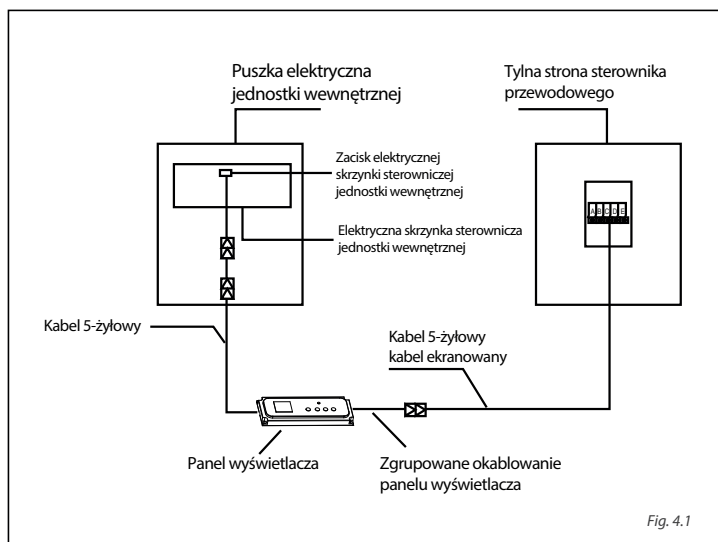 Puszka elektryczna
jednostki wewnętrznej
Tylna strona sterownika
przewodowego
Zacisk elektrycznej
skrzynki sterowniczej
jednostki wewnętrznej
A B C D E
Elektryczna skrzynka sterownicza
jednostki wewnętrznej
Kabel 5-żyłowy
Kabel 5-żyłowy
kabel ekranowany
Panel wyświetlacza
Zgrupowane okablowanie
panelu wyświetlacza
Fig. 4.1